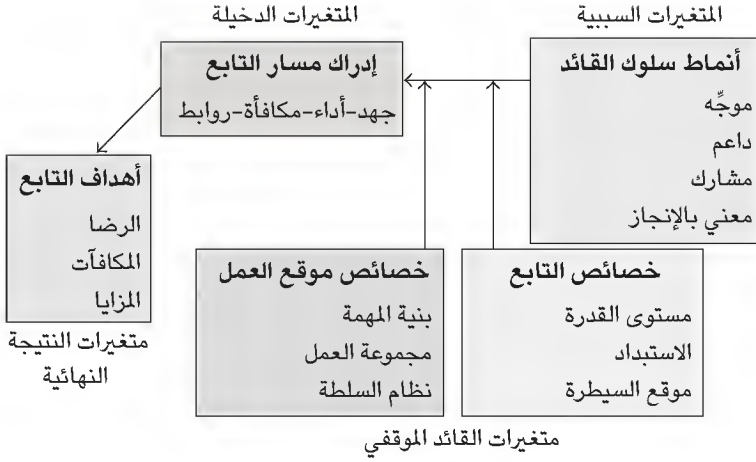 المتغيرات السببية
المتغيرات الدخيلة
أنماط سلوك القائد
موجِّه
داعم
مشارك
معني بالإنجاز
إدراك مسار التابع
جهد-أداء-مكافأة-روابط
أهداف التابع
الرضا
المكافآت
المزايا
متغيرات النتيجة
النهائية
خصائص التابع
مستوى القدرة
الاستبداد
موقع السيطرة
خصائص موقع العمل
بنية المهمة
مجموعة العمل
نظام السلطة
متغيرات القائد الموقفي